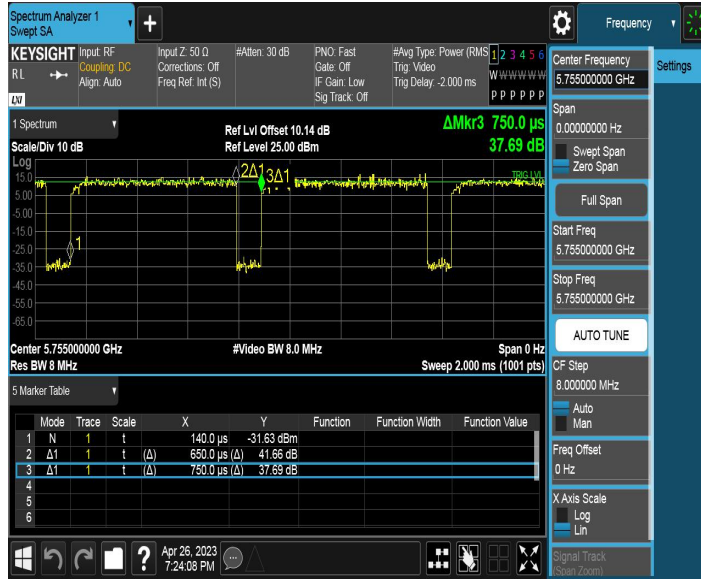 Spectrum Analyzer 1
Swept SA
+
Frequency
KEYSIGHT
Input: RF
Coupling: DC
Align: Auto
Input Z: 50 Ω
Corrections: Off
Freq Ref: Int (S)
#Atten: 30 dB
PNO: Fast
Gate: Off
IF Gain: Low
Sig Track: Off
#Avg Type: Power (RMS
Trig: Video
Trig Delay: -2.000 ms
1 2 3 4 5 6
W W W W W W
P P P P P P
R L
LXI
Center Frequency
5.755000000 GHz
Settings
Span
0.00000000 Hz
Swept Span
Zero Span
Full Span
Start Freq
5.755000000 GHz
Stop Freq
5.755000000 GHz
AUTO TUNE
CF Step
8.000000 MHz
Auto
Man
Freq Offset
0 Hz
X Axis Scale
Log
Lin
Signal Track
(Span Zoom)
1 Spectrum
Scale/Div 10 dB
Ref Lvl Offset 10.14 dB
Ref Level 25.00 dBm
ΔMkr3 750.0 µs
37.69 dB
Log
15.0
5.00
-5.00
-15.0
-25.0
-35.0
-45.0
-55.0
-65.0
2Δ1
3Δ1
TRIG LVL
1
Center 5.755000000 GHz
Res BW 8 MHz
#Video BW 8.0 MHz
Span 0 Hz
Sweep 2.000 ms (1001 pts)
5 Marker Table
Mode Trace Scale X Y Function Function Width Function Value
1 N 1 t 140.0 µs -31.63 dBm
2 Δ1 1 t (Δ) 650.0 µs (Δ) 41.66 dB
3 Δ1 1 t (Δ) 750.0 µs (Δ) 37.69 dB
4
5
6
?
Apr 26, 2023
7:24:08 PM